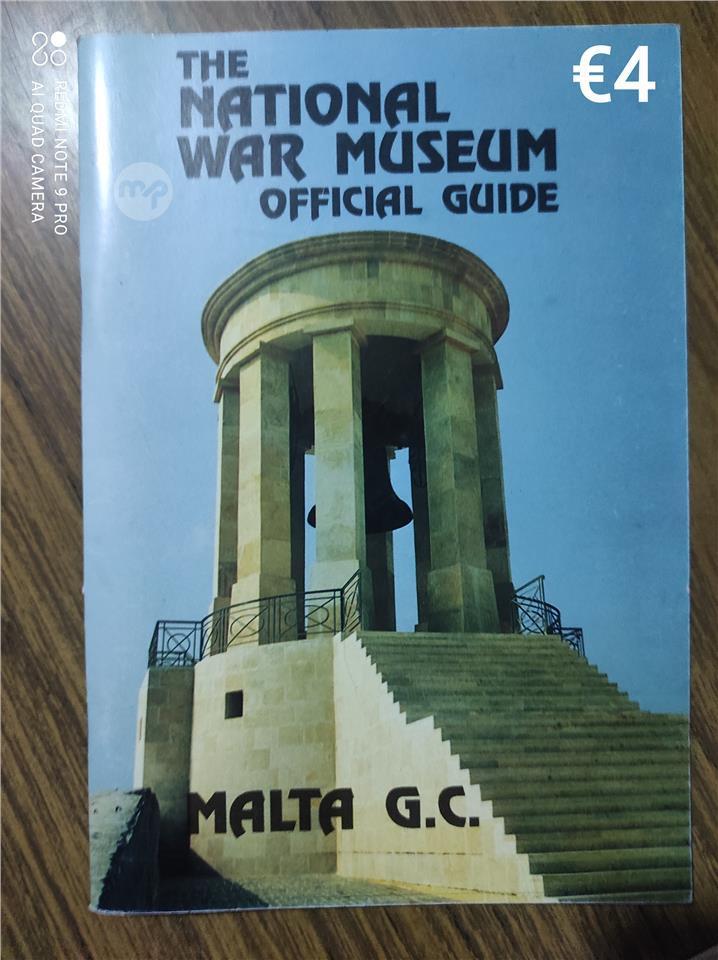 THE
NATIONAL
WAR MUSEUM
OFFICIAL GUIDE
€4
mp
MALTA G.C.
REDMI NOTE 9 PRO
AI QUAD CAMERA